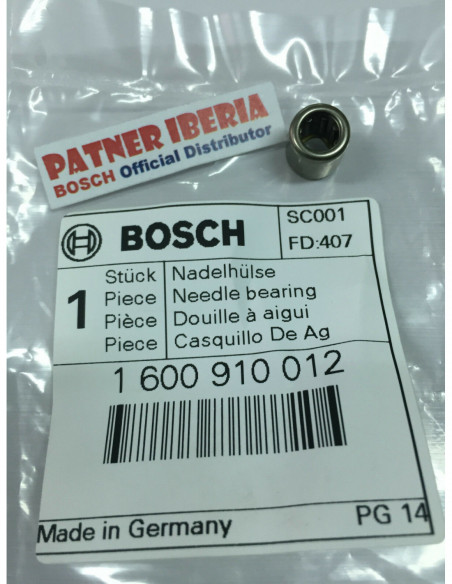 PATNER IBERIA
BOSCH Official Distributor
BOSCH
SC001
FD:407
1
Stück Nadelhülse
Piece Needle bearing
Pièce Douille à aigui
Piece Casquillo De Ag
1 600 910 012
Made in Germany
PG 14